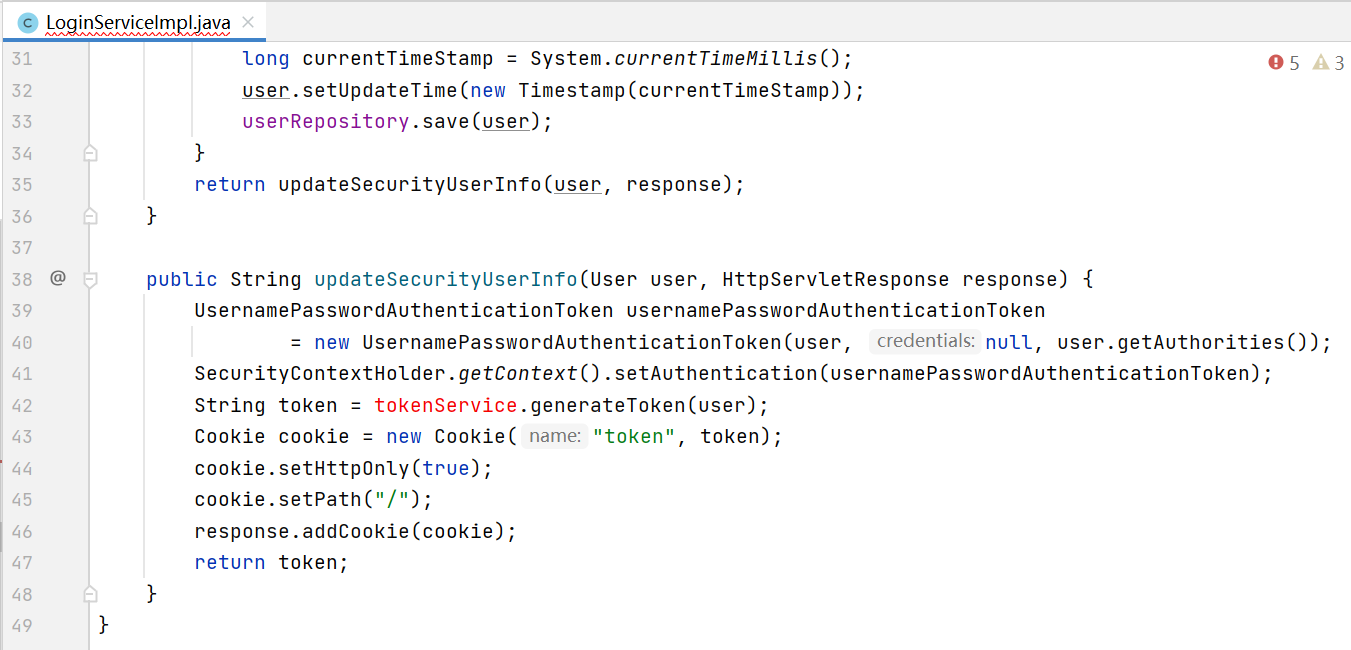 LoginServiceImpl.java
5 3
31 long currentTimeStamp = System.currentTimeMillis();
32 user.setUpdateTime(new Timestamp(currentTimeStamp));
33 userRepository.save(user);
34 }
35 return updateSecurityUserInfo(user, response);
36 }
37
38 @ public String updateSecurityUserInfo(User user, HttpServletResponse response) {
39 UsernamePasswordAuthenticationToken usernamePasswordAuthenticationToken
40 = new UsernamePasswordAuthenticationToken(user, credentials: null, user.getAuthorities());
41 SecurityContextHolder.getContext().setAuthentication(usernamePasswordAuthenticationToken);
42 String token = tokenService.generateToken(user);
43 Cookie cookie = new Cookie( name: "token", token);
44 cookie.setHttpOnly(true);
45 cookie.setPath("/");
46 response.addCookie(cookie);
47 return token;
48 }
49 }